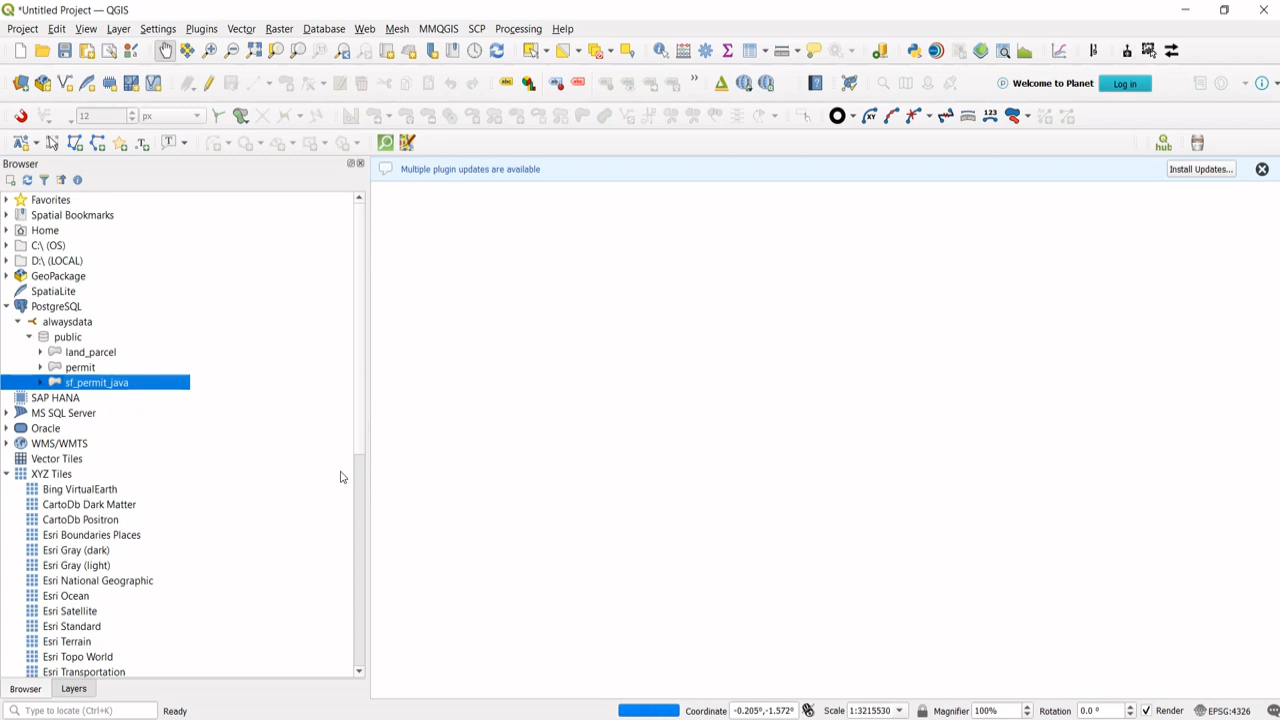 *Untitled Project — QGIS
Project Edit View Layer Settings Plugins Vector Raster Database Web Mesh MMQGIS SCP Processing Help
Welcome to Planet Log in
12 px
Browser
Multiple plugin updates are available Install Updates...
Favorites
Spatial Bookmarks
Home
C:\ (OS)
D:\ (LOCAL)
GeoPackage
SpatiaLite
PostgreSQL
alwaysdata
public
land_parcel
permit
sf_permit_java
SAP HANA
MS SQL Server
Oracle
WMS/WMTS
Vector Tiles
XYZ Tiles
Bing VirtualEarth
CartoDb Dark Matter
CartoDb Positron
Esri Boundaries Places
Esri Gray (dark)
Esri Gray (light)
Esri National Geographic
Esri Ocean
Esri Satellite
Esri Standard
Esri Terrain
Esri Topo World
Esri Transportation
Browser Layers
Type to locate (Ctrl+K) Ready Coordinate -0.205°,-1.572° Scale 1:3215530 Magnifier 100% Rotation 0.0 ° Render EPSG:4326